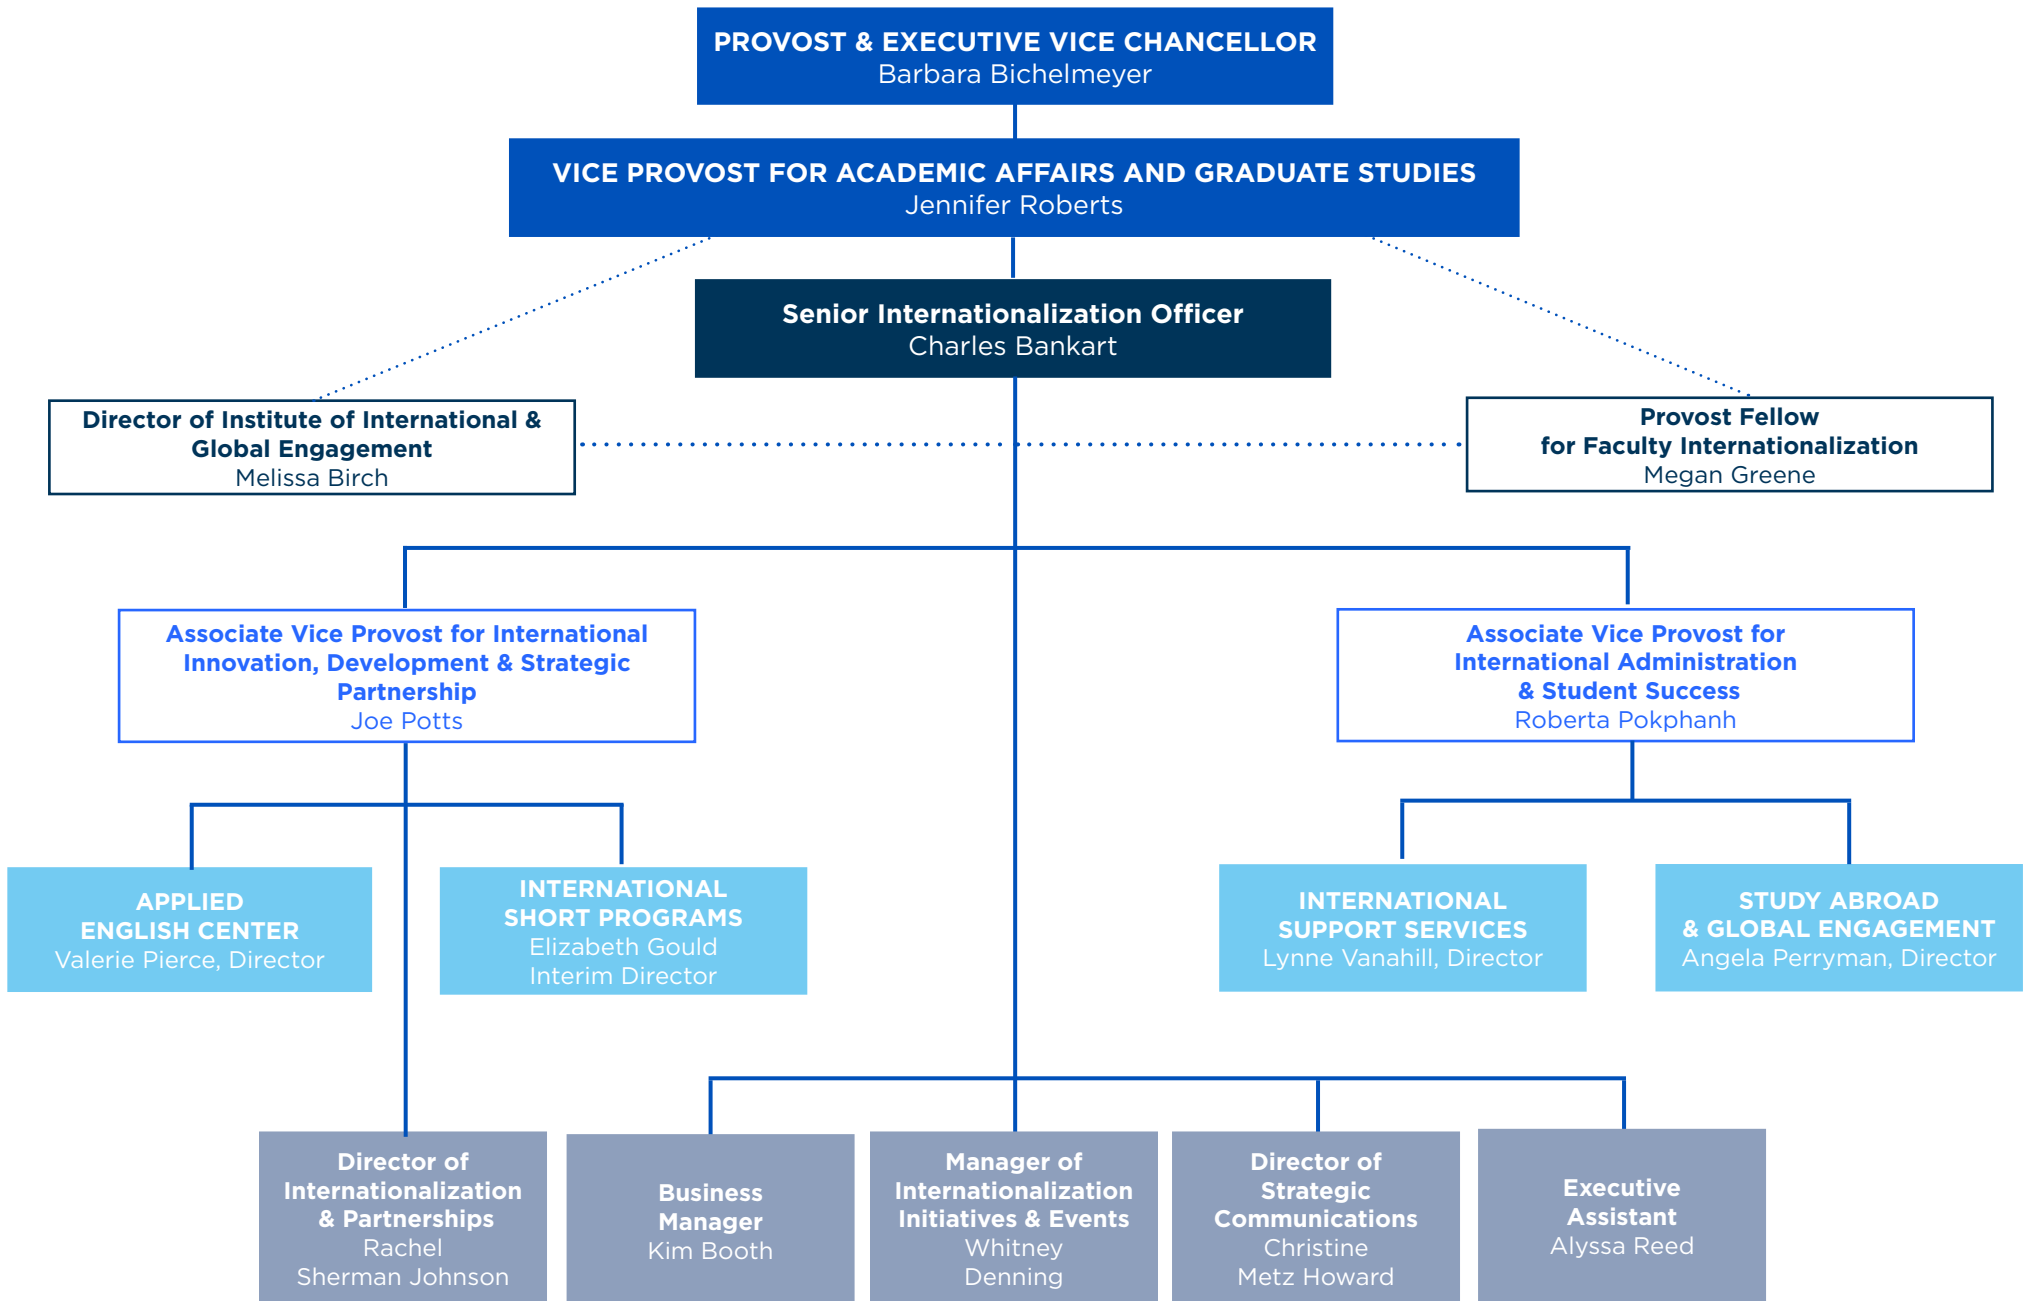 PROVOST & EXECUTIVE VICE CHANCELLOR
Barbara Bichelmeyer
VICE PROVOST FOR ACADEMIC AFFAIRS AND GRADUATE STUDIES
Jennifer Roberts
Senior Internationalization Officer
Charles Bankart
Director of Institute of International &
Global Engagement
Melissa Birch
Provost Fellow
for Faculty Internationalization
Megan Greene
Associate Vice Provost for International
Innovation, Development & Strategic
Partnership
Joe Potts
Associate Vice Provost for
International Administration
& Student Success
Roberta Pokphanh
APPLIED
ENGLISH CENTER
Valerie Pierce, Director
INTERNATIONAL
SHORT PROGRAMS
Elizabeth Gould
Interim Director
INTERNATIONAL
SUPPORT SERVICES
Lynne Vanahill, Director
STUDY ABROAD
& GLOBAL ENGAGEMENT
Angela Perryman, Director
Director of
Internationalization
& Partnerships
Rachel
Sherman Johnson
Business
Manager
Kim Booth
Manager of
Internationalization
Initiatives & Events
Whitney
Denning
Director of
Strategic
Communications
Christine
Metz Howard
Executive
Assistant
Alyssa Reed